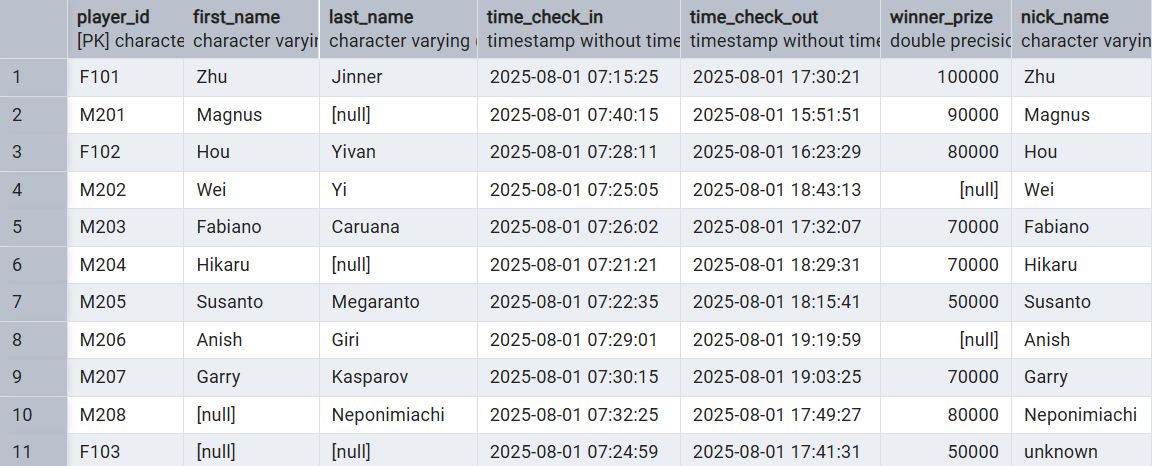 player_id first_name last_name time_check_in time_check_out winner_prize nick_name
[PK] characte character varyin character varying timestamp without time timestamp without time double precisio character varyin
1 F101 Zhu Jinner 2025-08-01 07:15:25 2025-08-01 17:30:21 100000 Zhu
2 M201 Magnus [null] 2025-08-01 07:40:15 2025-08-01 15:51:51 90000 Magnus
3 F102 Hou Yivan 2025-08-01 07:28:11 2025-08-01 16:23:29 80000 Hou
4 M202 Wei Yi 2025-08-01 07:25:05 2025-08-01 18:43:13 [null] Wei
5 M203 Fabiano Caruana 2025-08-01 07:26:02 2025-08-01 17:32:07 70000 Fabiano
6 M204 Hikaru [null] 2025-08-01 07:21:21 2025-08-01 18:29:31 70000 Hikaru
7 M205 Susanto Megaranto 2025-08-01 07:22:35 2025-08-01 18:15:41 50000 Susanto
8 M206 Anish Giri 2025-08-01 07:29:01 2025-08-01 19:19:59 [null] Anish
9 M207 Garry Kasparov 2025-08-01 07:30:15 2025-08-01 19:03:25 70000 Garry
10 M208 [null] Neponimiachi 2025-08-01 07:32:25 2025-08-01 17:49:27 80000 Neponimiachi
11 F103 [null] [null] 2025-08-01 07:24:59 2025-08-01 17:41:31 50000 unknown